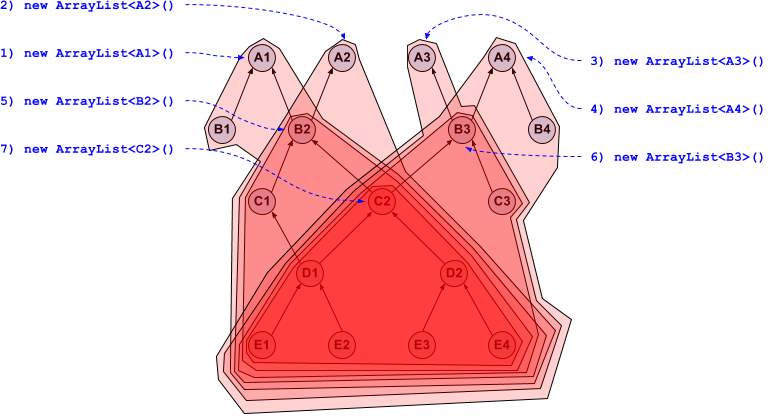 2) new ArrayList<A2>()
1) new ArrayList<A1>()
A1 A2 A3 A4
3) new ArrayList<A3>()
5) new ArrayList<B2>()
4) new ArrayList<A4>()
B1 B2 B3 B4
7) new ArrayList<C2>()
6) new ArrayList<B3>()
C1 C2 C3
D1 D2
E1 E2 E3 E4